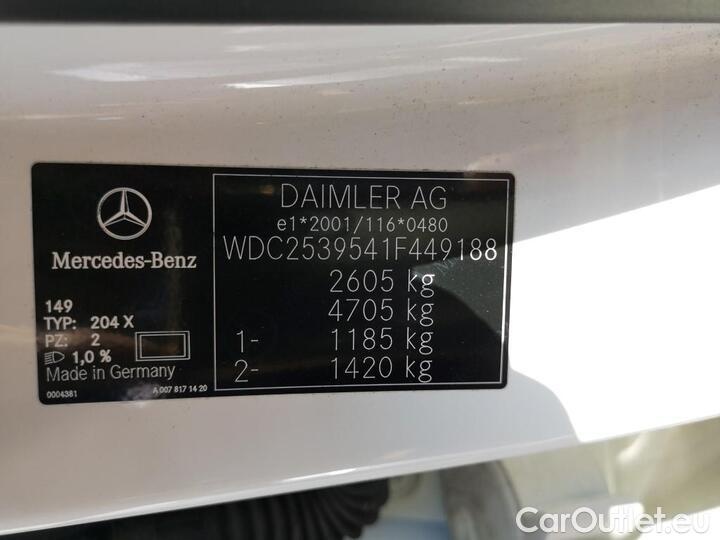 Mercedes-Benz
149
TYP: 204 X
PZ: 2
1,0 %
Made in Germany
0004381
A 007 817 14 20
DAIMLER AG
e1*2001/116*0480
WDC2539541F449188
2605 kg
4705 kg
1- 1185 kg
2- 1420 kg
CarOutlet.eu